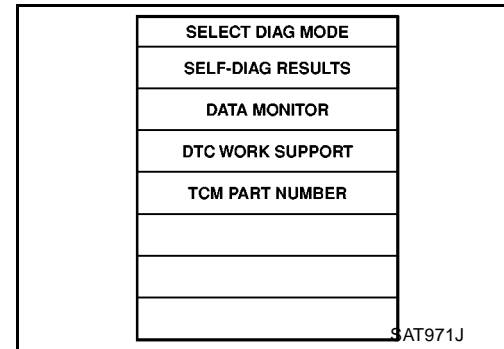 SELECT DIAG MODE
SELF-DIAG RESULTS
DATA MONITOR
DTC WORK SUPPORT
TCM PART NUMBER
SAT971J